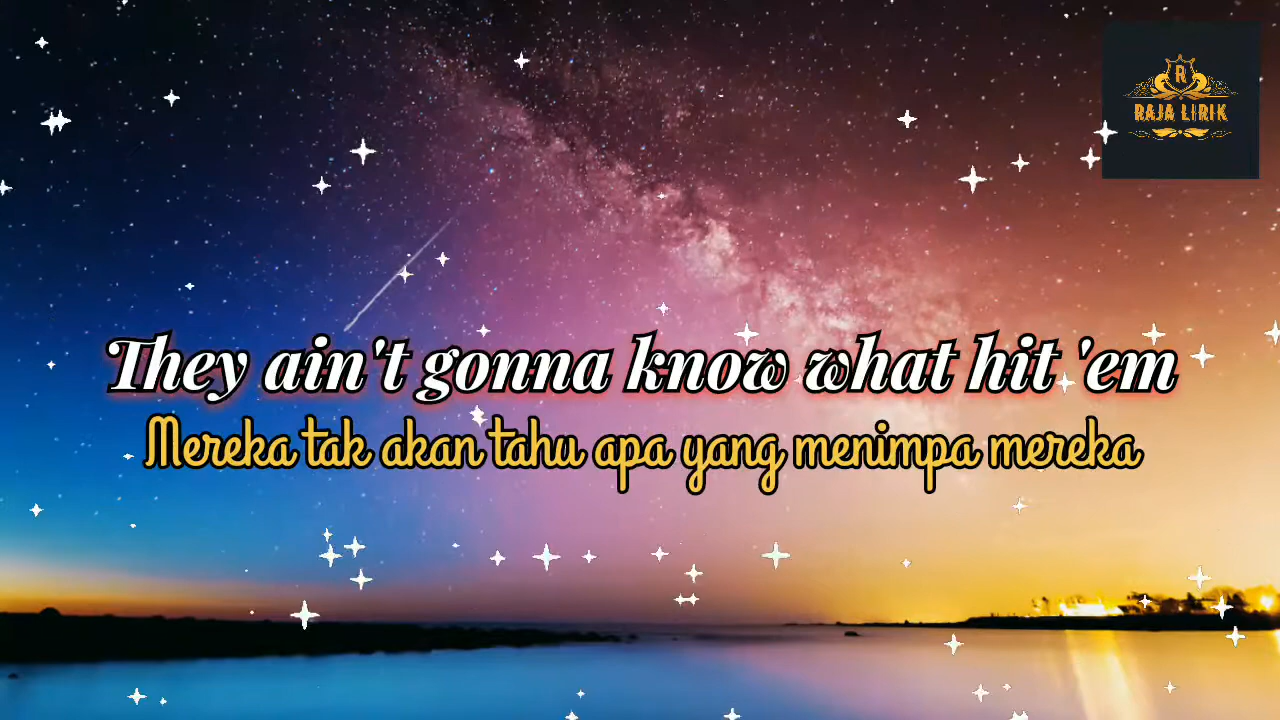 R
RAJA LIRIK
They ain't gonna know what hit 'em
Mereka tak akan tahu apa yang menimpa mereka